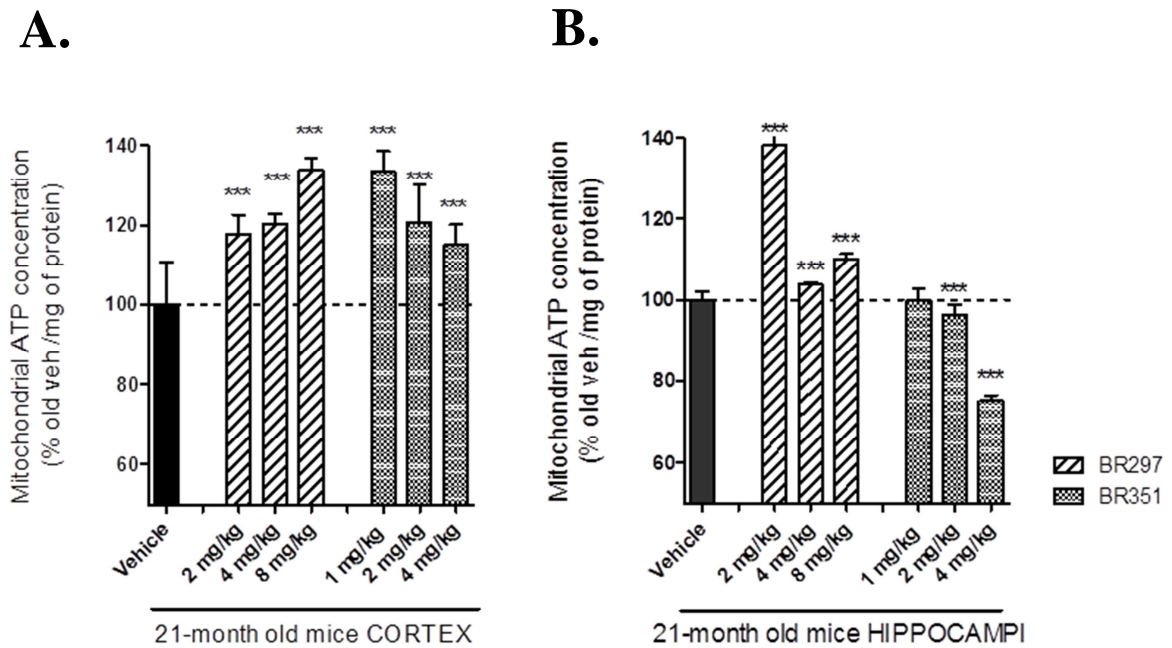 A.
B.
Mitochondrial ATP concentration
(% old veh /mg of protein)
140
120
100
80
60
***
***
***
***
***
***
Vehicle
2 mg/kg
4 mg/kg
8 mg/kg
1 mg/kg
2 mg/kg
4 mg/kg
21-month old mice CORTEX
Mitochondrial ATP concentration
(% old veh /mg of protein)
140
120
100
80
60
***
***
***
***
***
Vehicle
2 mg/kg
4 mg/kg
8 mg/kg
1 mg/kg
2 mg/kg
4 mg/kg
21-month old mice HIPPOCAMPI
BR297
BR351